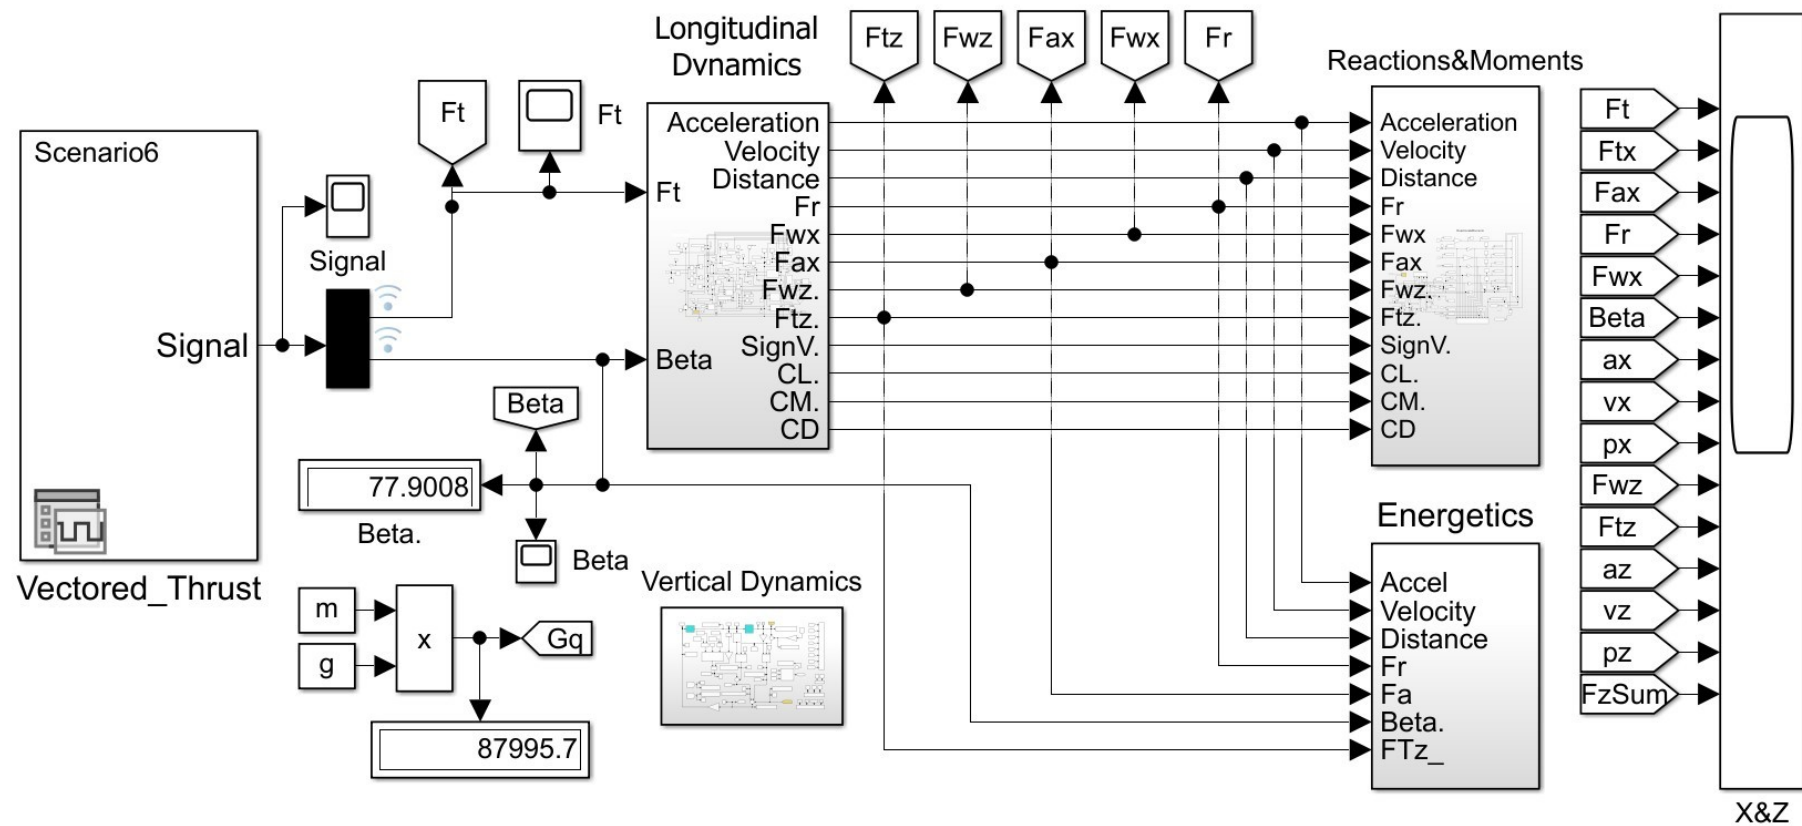 Scenario6
Signal
Vectored_Thrust
Signal
Ft
Ft
Longitudinal
Dynamics
Ft
Beta
Acceleration
Velocity
Distance
Fr
Fwx
Fax
Fwz.
Ftz.
SignV.
CL.
CM.
CD
Ftz
Fwz
Fax
Fwx
Fr
Reactions&Moments
Acceleration
Velocity
Distance
Fr
Fwx
Fax
Fwz.
Ftz.
SignV.
CL.
CM.
CD
Beta
77.9008
Beta.
Beta
m
g
x
Gq
87995.7
Vertical Dynamics
Energetics
Accel
Velocity
Distance
Fr
Fa
Beta.
FTz_
Ft
Ftx
Fax
Fr
Fwx
Beta
ax
vx
px
Fwz
Ftz
az
vz
pz
FzSum
X&Z